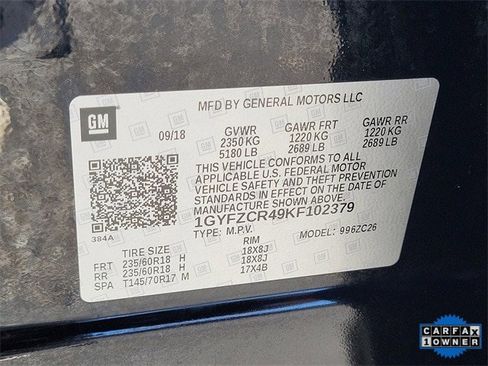 MFD BY GENERAL MOTORS LLC
GM
09/18
GVWR GAWR FRT GAWR RR
2350 KG 1220 KG 1220 KG
5180 LB 2689 LB 2689 LB
THIS VEHICLE CONFORMS TO ALL
APPLICABLE U.S. FEDERAL MOTOR
VEHICLE SAFETY AND THEFT PREVENTION
STANDARDS IN EFFECT ON THE DATE OF
MANUFACTURE SHOWN ABOVE.
1GYFZCR49KF102379
TYPE: M.P.V. MODEL: 996ZC26
384A
TIRE SIZE RIM
FRT 235/60R18 H 18X8J
RR 235/60R18 H 18X8J
SPA T145/70R17 M 17X4B
CARFAX
1 OWNER